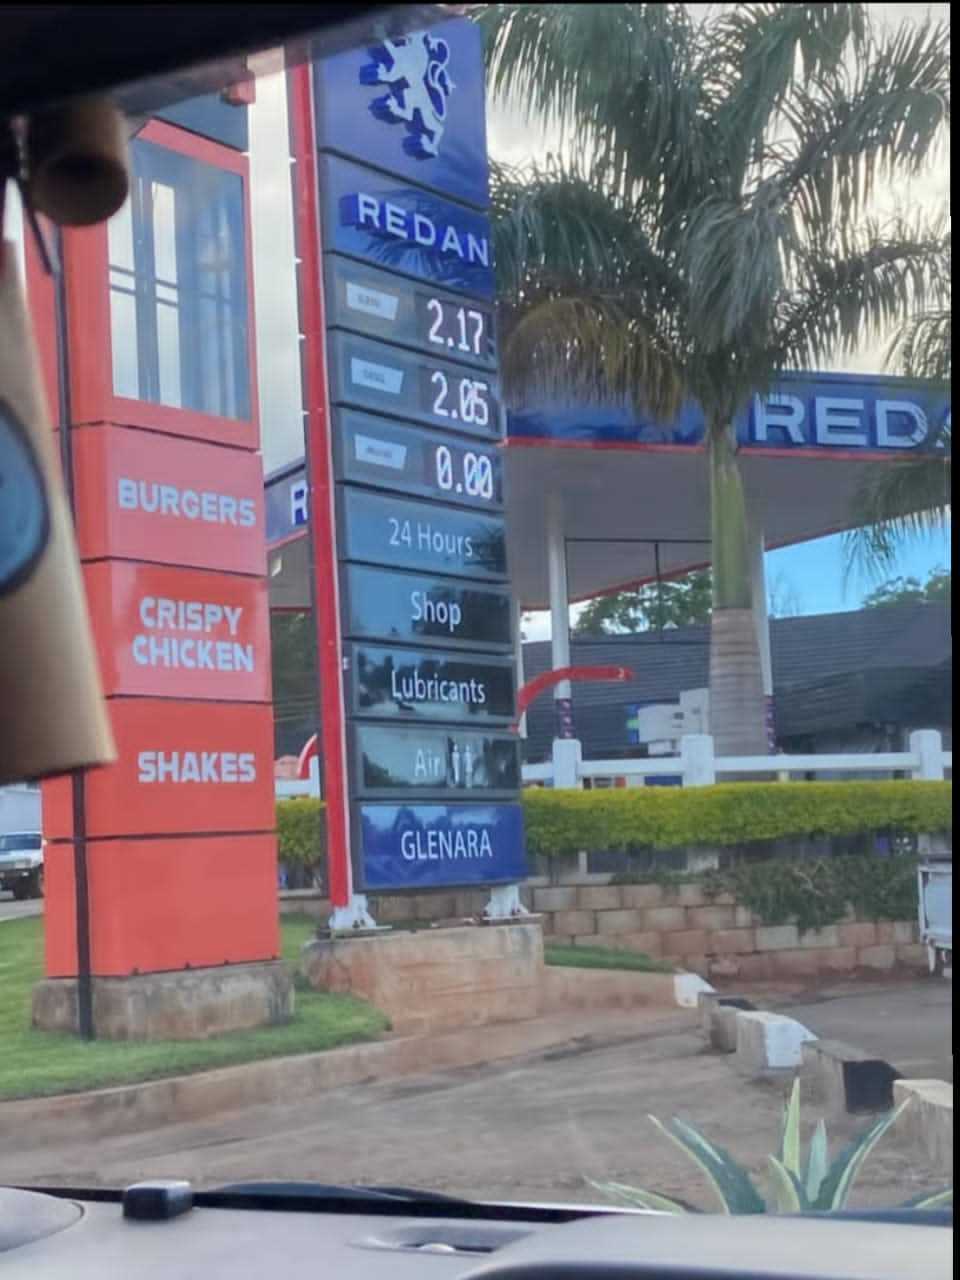 BURGERS
CRISPY
CHICKEN
SHAKES
REDAN
2.17
2.05
0.00
24 Hours
Shop
Lubricants
Air
GLENARA
R
RED